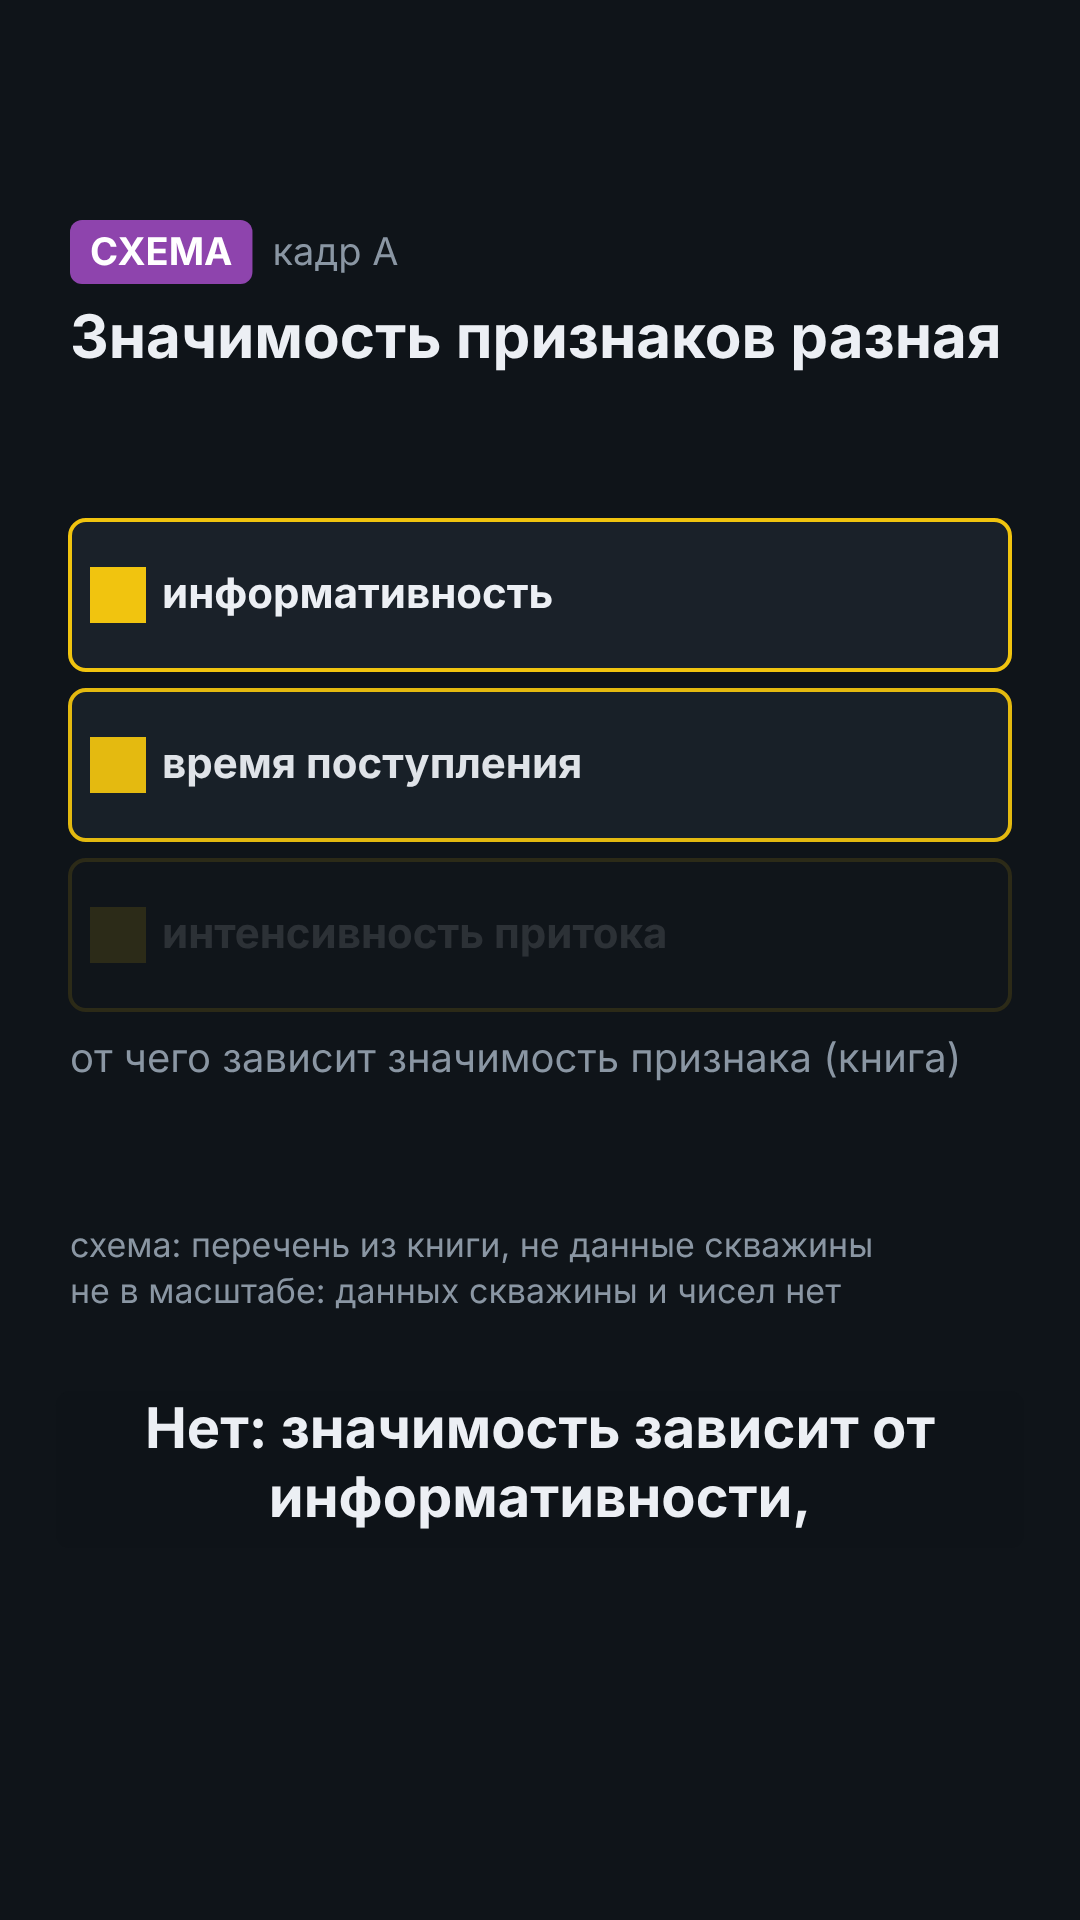 СХЕМА кадр А
Значимость признаков разная
информативность
время поступления
интенсивность притока
от чего зависит значимость признака (книга)
схема: перечень из книги, не данные скважины
не в масштабе: данных скважины и чисел нет
Нет: значимость зависит от
информативности,